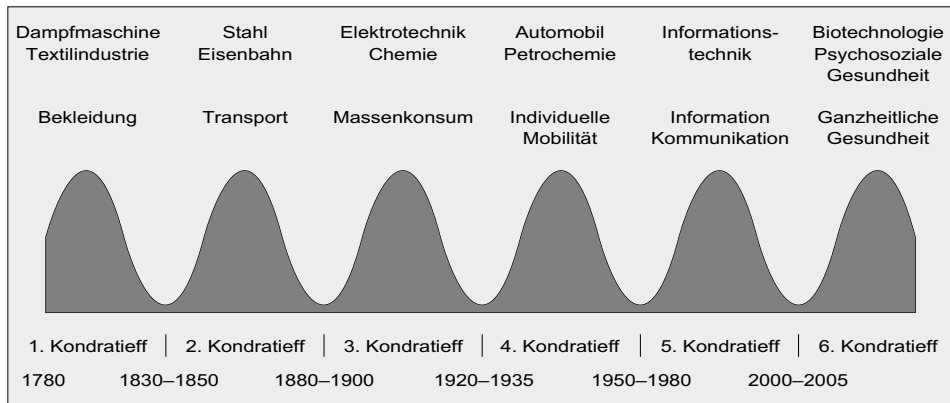 Dampfmaschine
Textilindustrie
Stahl
Eisenbahn
Elektrotechnik
Chemie
Automobil
Petrochemie
Informations-
technik
Biotechnologie
Psychosoziale
Gesundheit
Bekleidung
Transport
Massenkonsum
Individuelle
Mobilität
Information
Kommunikation
Ganzheitliche
Gesundheit
1. Kondratieff | 2. Kondratieff | 3. Kondratieff | 4. Kondratieff | 5. Kondratieff | 6. Kondratieff
1780 1830–1850 1880–1900 1920–1935 1950–1980 2000–2005